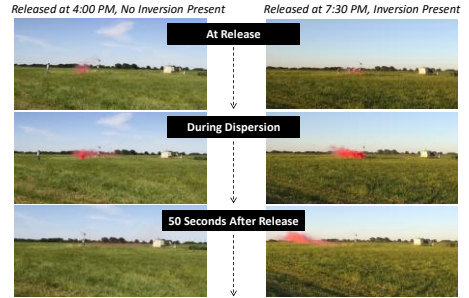 Released at 4:00 PM, No Inversion Present
Released at 7:30 PM, Inversion Present
At Release
During Dispersion
50 Seconds After Release